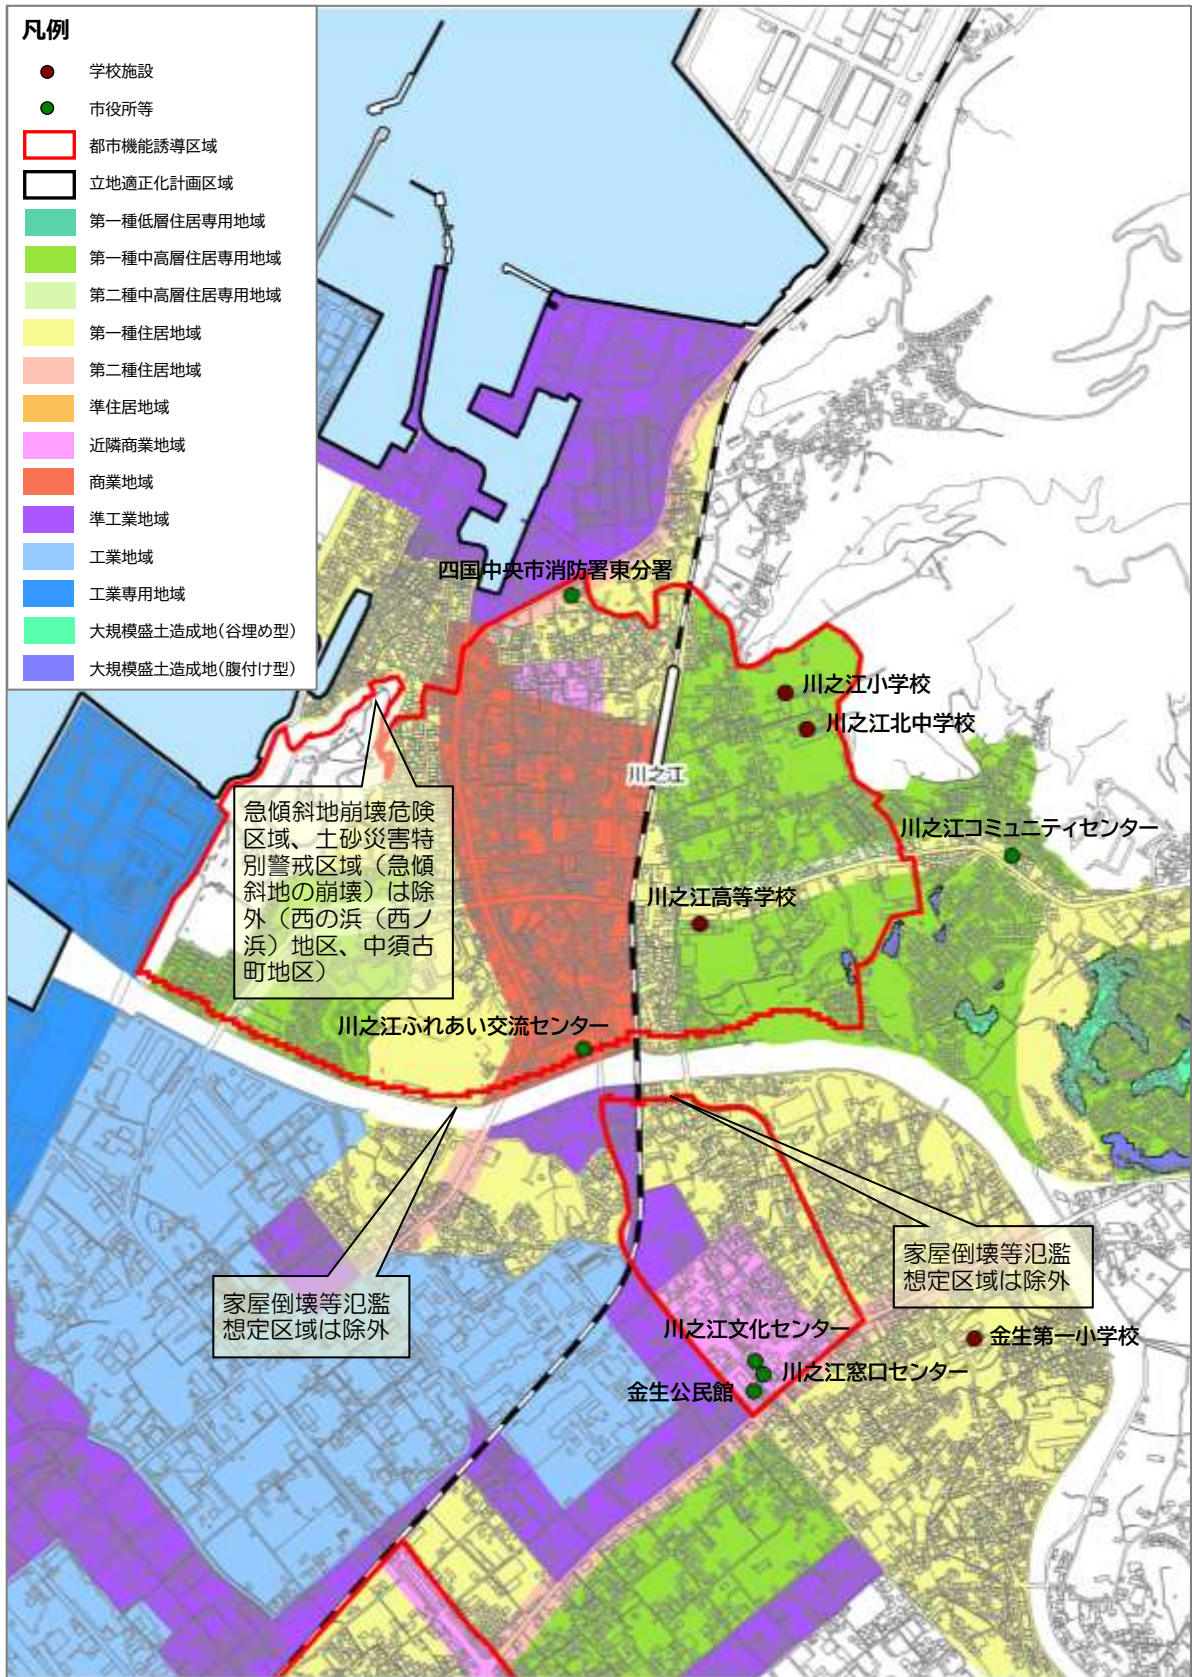 凡例
学校施設
市役所等
都市機能誘導区域
立地適正化計画区域
第一種低層住居専用地域
第一種中高層住居専用地域
第二種中高層住居専用地域
第一種住居地域
第二種住居地域
準住居地域
近隣商業地域
商業地域
準工業地域
工業地域
工業専用地域
大規模盛土造成地(谷埋め型)
大規模盛土造成地(腹付け型)
四国中央市消防署東分署
川之江小学校
川之江北中学校
川之江
急傾斜地崩壊危険
区域、土砂災害特
別警戒区域（急傾
斜地の崩壊）は除
外（西の浜（西ノ
浜）地区、中須古
町地区）
川之江コミュニティセンター
川之江高等学校
川之江ふれあい交流センター
家屋倒壊等氾濫
想定区域は除外
家屋倒壊等氾濫
想定区域は除外
川之江文化センター
金生第一小学校
川之江窓口センター
金生公民館